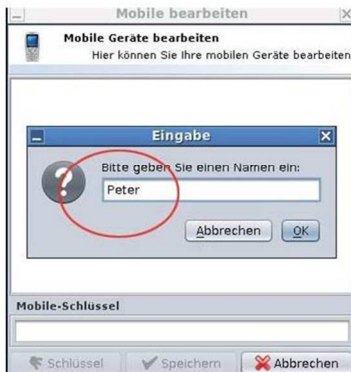 Mobile bearbeiten
Mobile Geräte bearbeiten
Hier können Sie Ihre mobilen Geräte bearbeiten
Eingabe
Bitte geben Sie einen Namen ein:
Peter
Abbrechen OK
Mobile-Schlüssel
Schlüssel Speichern Abbrechen